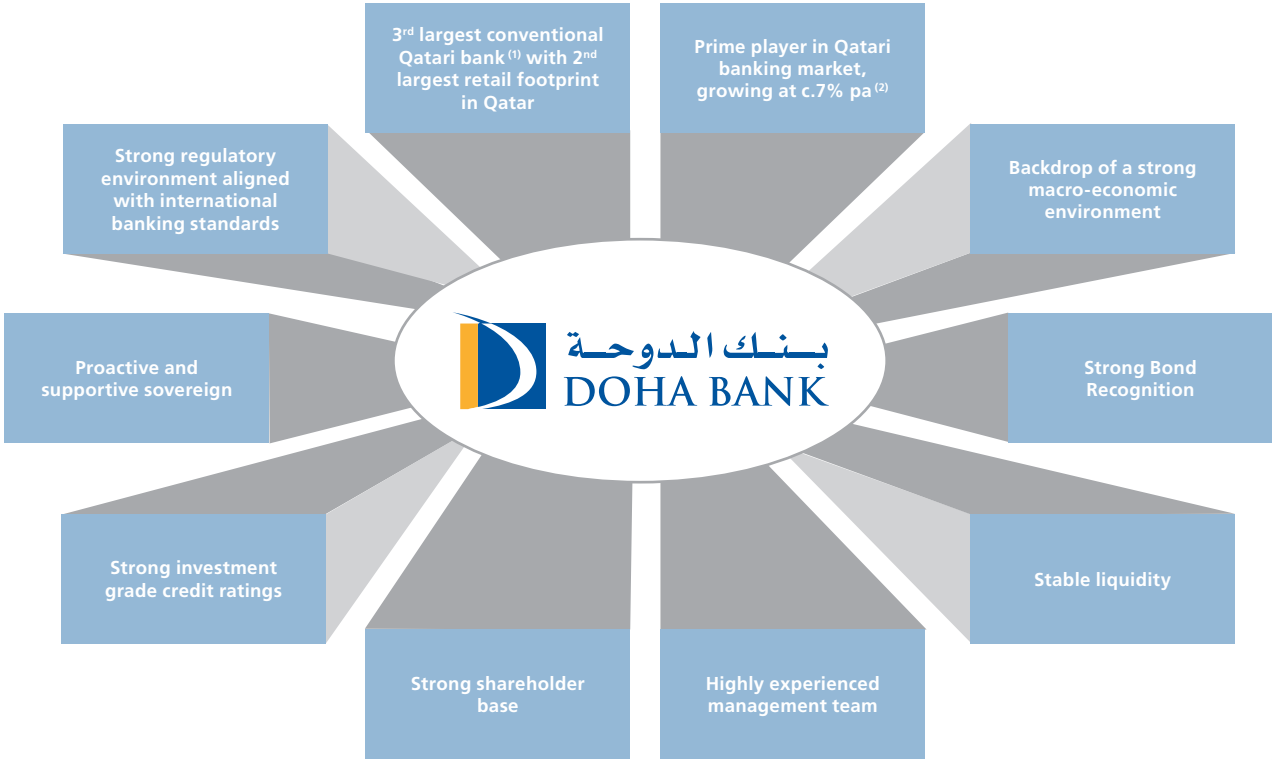 3rd largest conventional
Qatari bank (1) with 2nd
largest retail footprint
in Qatar
Prime player in Qatari
banking market,
growing at c.7% pa (2)
Strong regulatory
environment aligned
with international
banking standards
Backdrop of a strong
macro-economic
environment
Proactive and
supportive sovereign
بنك الدوحة
DOHA BANK
Strong Bond
Recognition
Strong investment
grade credit ratings
Stable liquidity
Strong shareholder
base
Highly experienced
management team